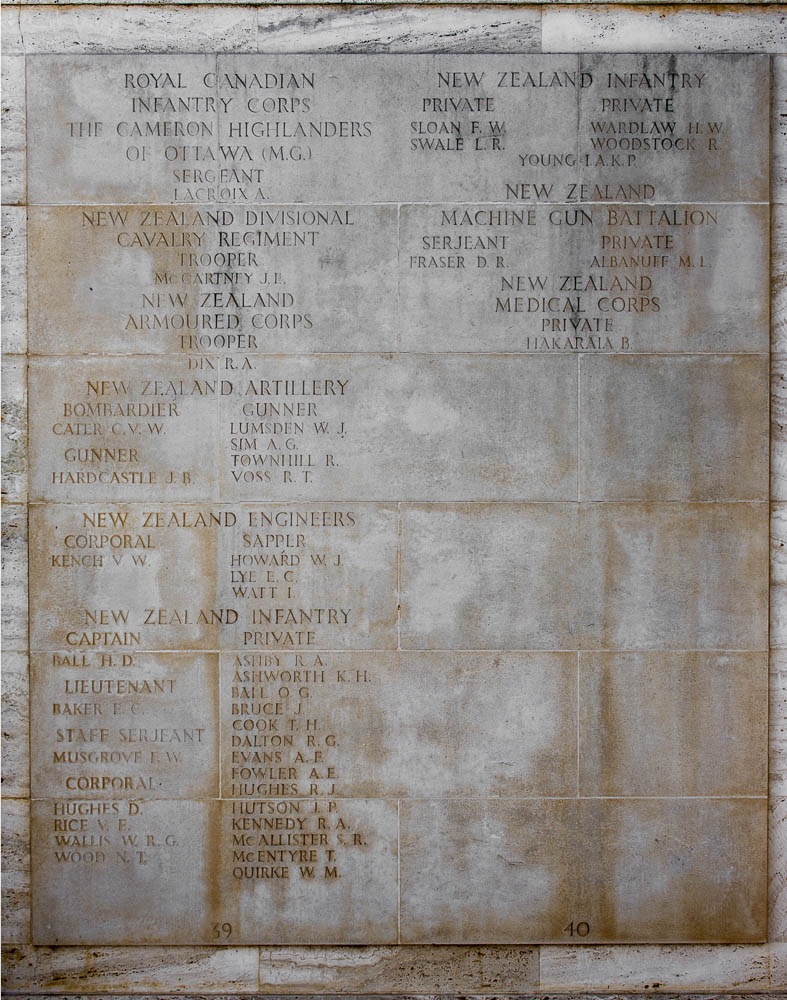 ROYAL CANADIAN
INFANTRY CORPS
THE CAMERON HIGHLANDERS
OF OTTAWA (M.G.)
SERGEANT
LACROIX A.
NEW ZEALAND DIVISIONAL
CAVALRY REGIMENT
TROOPER
McCARTNEY J.E.
NEW ZEALAND
ARMOURED CORPS
TROOPER
DIX R.A.
NEW ZEALAND ARTILLERY
BOMBARDIER
CATER C.V.W.
GUNNER
HARDCASTLE J.B.
GUNNER
LUMSDEN W.J.
SIM A.G.
TOWNHILL R.
VOSS R.T.
NEW ZEALAND ENGINEERS
CORPORAL
KENCH V.W.
SAPPER
HOWARD W.J.
LYE E.C.
WATT I.
NEW ZEALAND INFANTRY
CAPTAIN
BALL H.D.
LIEUTENANT
BAKER E.C.
STAFF SERJEANT
MUSGROVE F.W.
CORPORAL
HUGHES D.
RICE V.E.
WALLIS W.R.G.
WOOD N.T.
PRIVATE
ASHBY R.A.
ASHWORTH K.H.
BALL O.G.
BRUCE J.
COOK T.H.
DALTON R.G.
EVANS A.F.
FOWLER A.E.
HUGHES R.J.
HUTSON J.P.
KENNEDY R.A.
McALLISTER S.R.
McENTYRE T.
QUIRKE W.M.
39
NEW ZEALAND INFANTRY
PRIVATE
SLOAN F.W.
SWALE L.R.
PRIVATE
WARDLAW H.W.
WOODSTOCK R.
YOUNG I.A.K.P.
NEW ZEALAND
MACHINE GUN BATTALION
SERJEANT
FRASER D.R.
PRIVATE
ALBANUFF M.L.
NEW ZEALAND
MEDICAL CORPS
PRIVATE
HAKARAIA B.
40